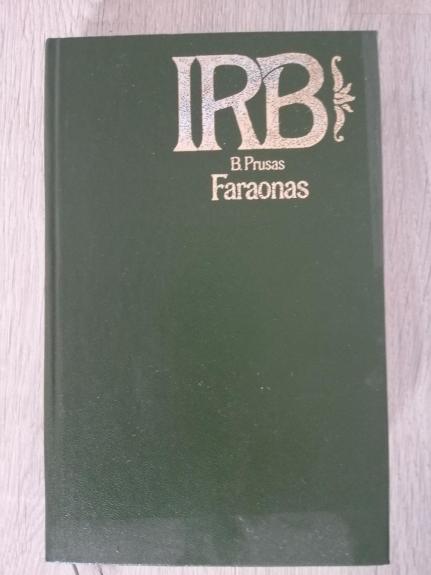 IRB
B. Prusas
Faraonas